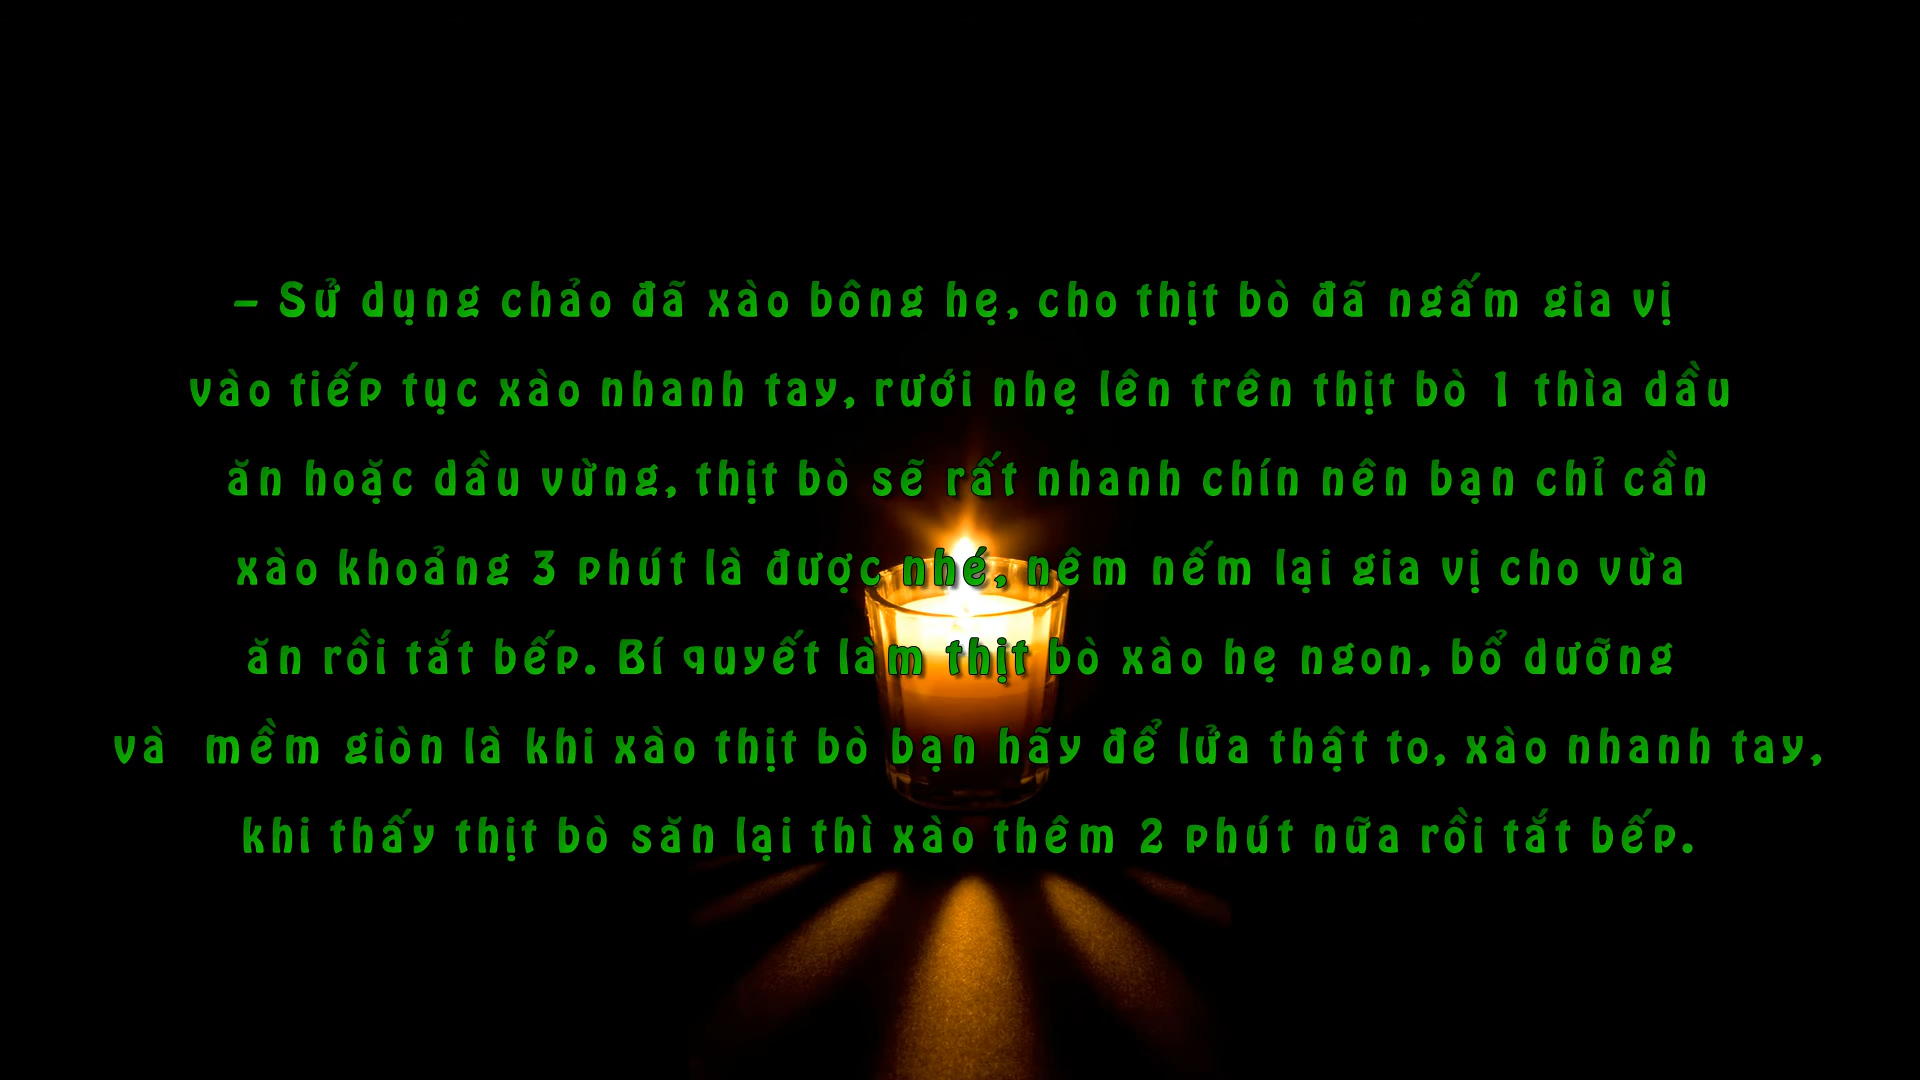 – Sử dụng chảo đã xào bông hẹ, cho thịt bò đã ngấm gia vị
vào tiếp tục xào nhanh tay, rưới nhẹ lên trên thịt bò 1 thìa dầu
ăn hoặc dầu vừng, thịt bò sẽ rất nhanh chín nên bạn chỉ cần
xào khoảng 3 phút là được nhé, nêm nếm lại gia vị cho vừa
ăn rồi tắt bếp. Bí quyết làm thịt bò xào hẹ ngon, bổ dưỡng
và mềm giòn là khi xào thịt bò bạn hãy để lửa thật to, xào nhanh tay,
khi thấy thịt bò săn lại thì xào thêm 2 phút nữa rồi tắt bếp.